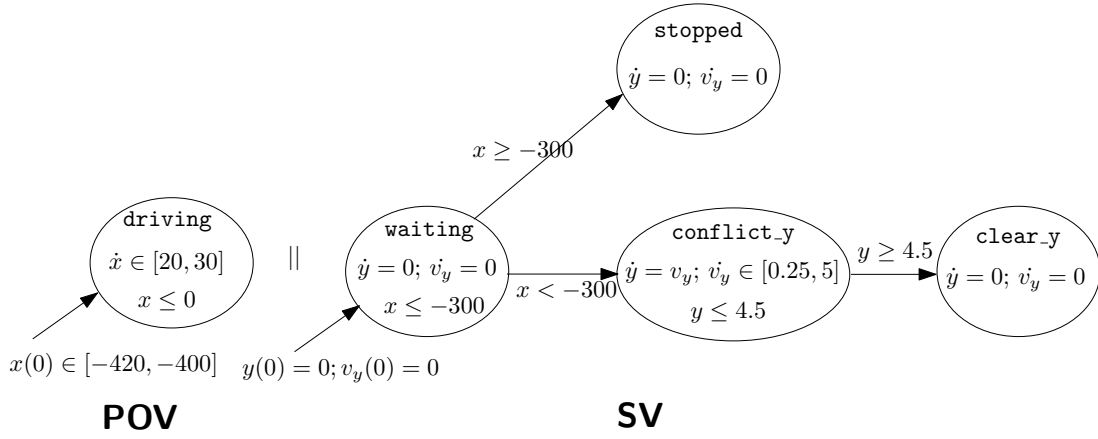 stopped
ẏ = 0; v̇_y = 0
x ≥ −300
driving
ẋ ∈ [20, 30]
x ≤ 0
||
waiting
ẏ = 0; v̇_y = 0
x ≤ −300
x < −300
conflict_y
ẏ = v_y; v̇_y ∈ [0.25, 5]
y ≤ 4.5
y ≥ 4.5
clear_y
ẏ = 0; v̇_y = 0
x(0) ∈ [−420, −400]
y(0) = 0; v_y(0) = 0
POV
SV